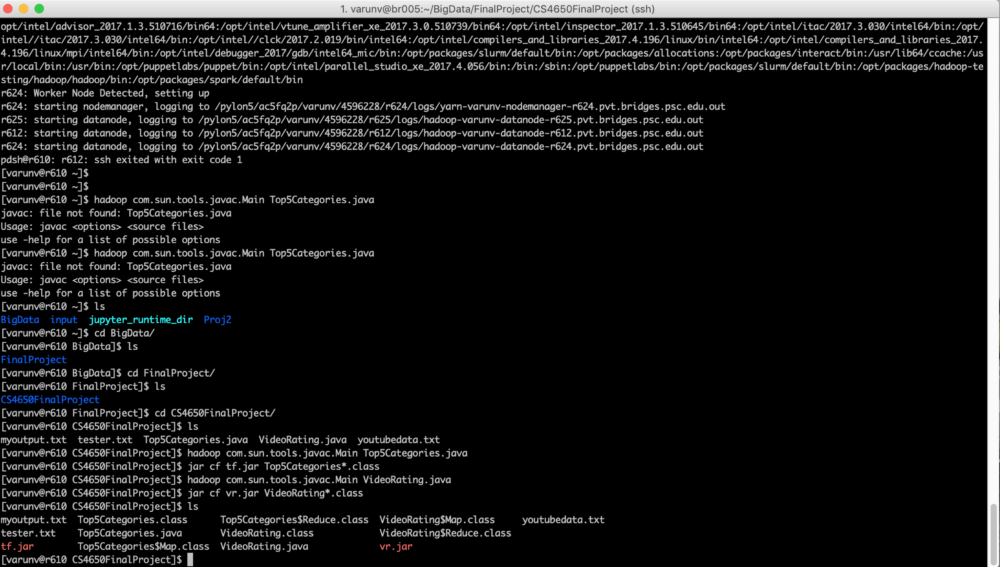 1. varunv@br005:~/BigData/FinalProject/CS4650FinalProject (ssh)
opt/intel/advisor_2017.1.3.510716/bin64:/opt/intel/vtune_amplifier_xe_2017.3.0.510739/bin64:/opt/intel/inspector_2017.1.3.510645/bin64:/opt/intel/itac/2017.3.030/intel64/bin:/opt/
intel//itac/2017.3.030/intel64/bin:/opt/intel//clck/2017.2.019/bin/intel64:/opt/intel/compilers_and_libraries_2017.4.196/linux/bin/intel64:/opt/intel/compilers_and_libraries_2017.
4.196/linux/mpi/intel64/bin:/opt/intel/debugger_2017/gdb/intel64_mic/bin:/opt/packages/slurm/default/bin:/opt/packages/allocations:/opt/packages/interact/bin:/usr/lib64/ccache:/us
r/local/bin:/usr/bin:/opt/puppetlabs/puppet/bin:/opt/intel/parallel_studio_xe_2017.4.056/bin:/bin:/sbin:/opt/puppetlabs/bin:/opt/packages/slurm/default/bin:/opt/packages/hadoop-te
sting/hadoop/hadoop/bin:/opt/packages/spark/default/bin
r624: Worker Node Detected, setting up
r624: starting nodemanager, logging to /pylon5/ac5fq2p/varunv/4596228/r624/logs/yarn-varunv-nodemanager-r624.pvt.bridges.psc.edu.out
r625: starting datanode, logging to /pylon5/ac5fq2p/varunv/4596228/r625/logs/hadoop-varunv-datanode-r625.pvt.bridges.psc.edu.out
r612: starting datanode, logging to /pylon5/ac5fq2p/varunv/4596228/r612/logs/hadoop-varunv-datanode-r612.pvt.bridges.psc.edu.out
r624: starting datanode, logging to /pylon5/ac5fq2p/varunv/4596228/r624/logs/hadoop-varunv-datanode-r624.pvt.bridges.psc.edu.out
pdsh@r610: r612: ssh exited with exit code 1
[varunv@r610 ~]$
[varunv@r610 ~]$
[varunv@r610 ~]$ hadoop com.sun.tools.javac.Main Top5Categories.java
javac: file not found: Top5Categories.java
Usage: javac <options> <source files>
use -help for a list of possible options
[varunv@r610 ~]$ hadoop com.sun.tools.javac.Main Top5Categories.java
javac: file not found: Top5Categories.java
Usage: javac <options> <source files>
use -help for a list of possible options
[varunv@r610 ~]$ ls
BigData  input  jupyter_runtime_dir  Proj2
[varunv@r610 ~]$ cd BigData/
[varunv@r610 BigData]$ ls
FinalProject
[varunv@r610 BigData]$ cd FinalProject/
[varunv@r610 FinalProject]$ ls
CS4650FinalProject
[varunv@r610 FinalProject]$ cd CS4650FinalProject/
[varunv@r610 CS4650FinalProject]$ ls
myoutput.txt  tester.txt  Top5Categories.java  VideoRating.java  youtubedata.txt
[varunv@r610 CS4650FinalProject]$ hadoop com.sun.tools.javac.Main Top5Categories.java
[varunv@r610 CS4650FinalProject]$ jar cf tf.jar Top5Categories*.class
[varunv@r610 CS4650FinalProject]$ hadoop com.sun.tools.javac.Main VideoRating.java
[varunv@r610 CS4650FinalProject]$ jar cf vr.jar VideoRating*.class
[varunv@r610 CS4650FinalProject]$ ls
myoutput.txt  Top5Categories.class      Top5Categories$Reduce.class  VideoRating$Map.class     youtubedata.txt
tester.txt    Top5Categories.java       VideoRating.class            VideoRating$Reduce.class
tf.jar        Top5Categories$Map.class  VideoRating.java             vr.jar
[varunv@r610 CS4650FinalProject]$